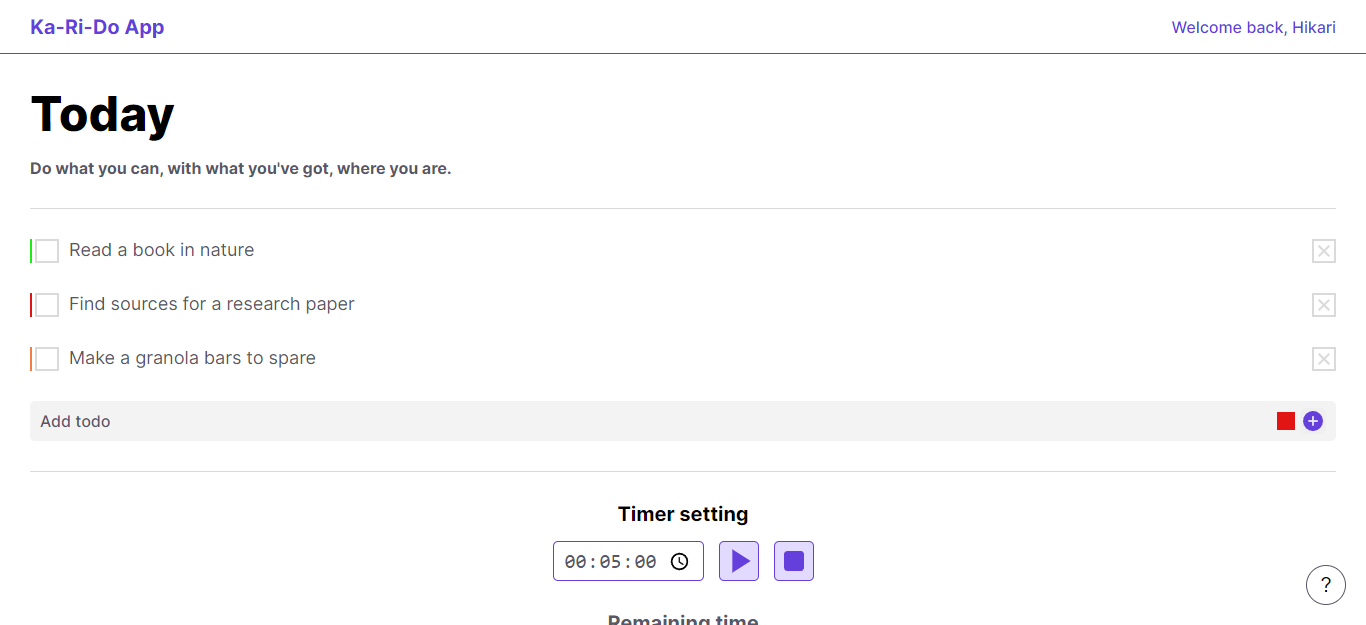 Ka-Ri-Do App
Welcome back, Hikari
Today
Do what you can, with what you've got, where you are.
Read a book in nature
Find sources for a research paper
Make a granola bars to spare
Add todo
Timer setting
00:05:00
?
Remaining time